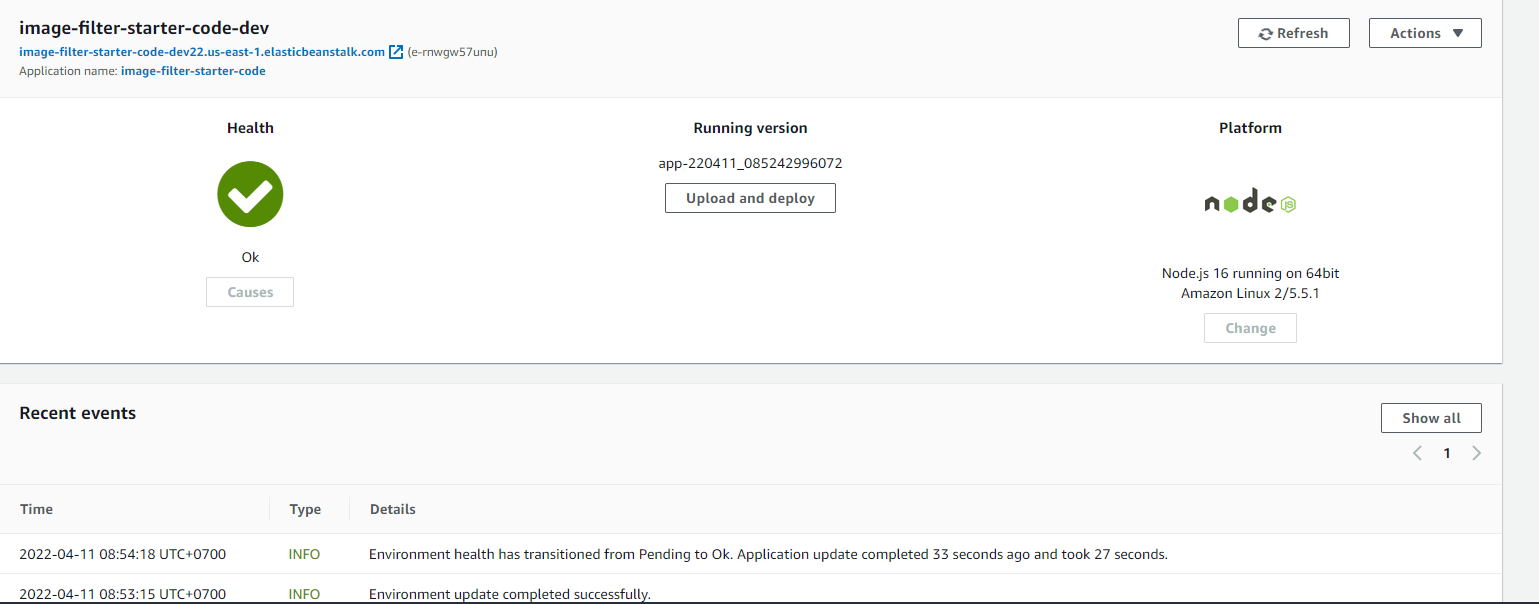 image-filter-starter-code-dev
image-filter-starter-code-dev22.us-east-1.elasticbeanstalk.com (e-rnwgw57unu)
Application name: image-filter-starter-code
Refresh
Actions
Health
Ok
Causes
Running version
app-220411_085242996072
Upload and deploy
Platform
node JS
Node.js 16 running on 64bit
Amazon Linux 2/5.5.1
Change
Recent events
Show all
1
Time Type Details
2022-04-11 08:54:18 UTC+0700 INFO Environment health has transitioned from Pending to Ok. Application update completed 33 seconds ago and took 27 seconds.
2022-04-11 08:53:15 UTC+0700 INFO Environment update completed successfully.